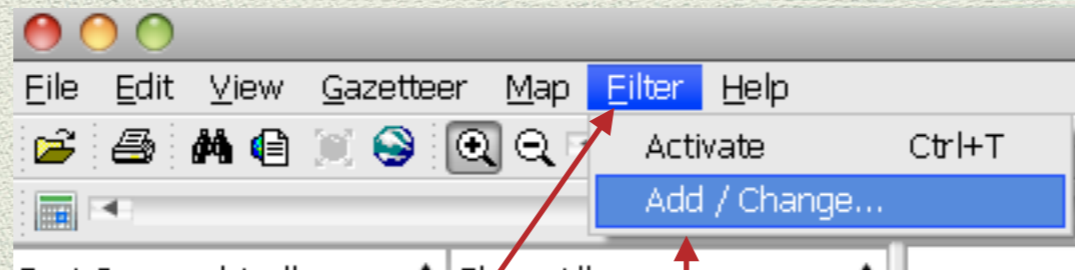 File Edit View Gazetteer Map Filter Help
Activate Ctrl+T
Add / Change...